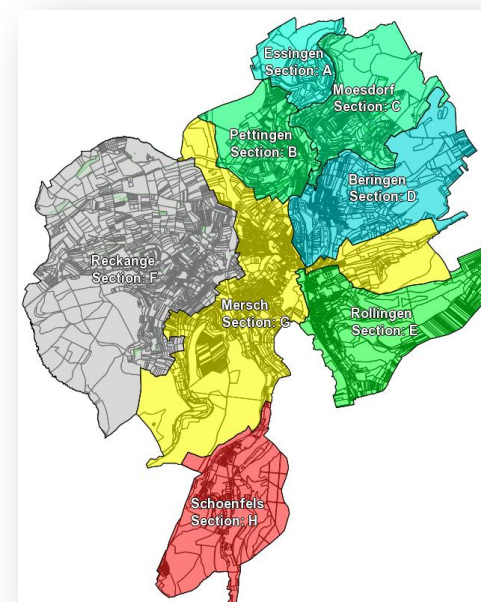 Essingen
Section: A
Moesdorf
Section: C
Pettingen
Section: B
Beringen
Section: D
Reckange
Section: F
Mersch
Section: G
Rollingen
Section: E
Schoenfels
Section: H